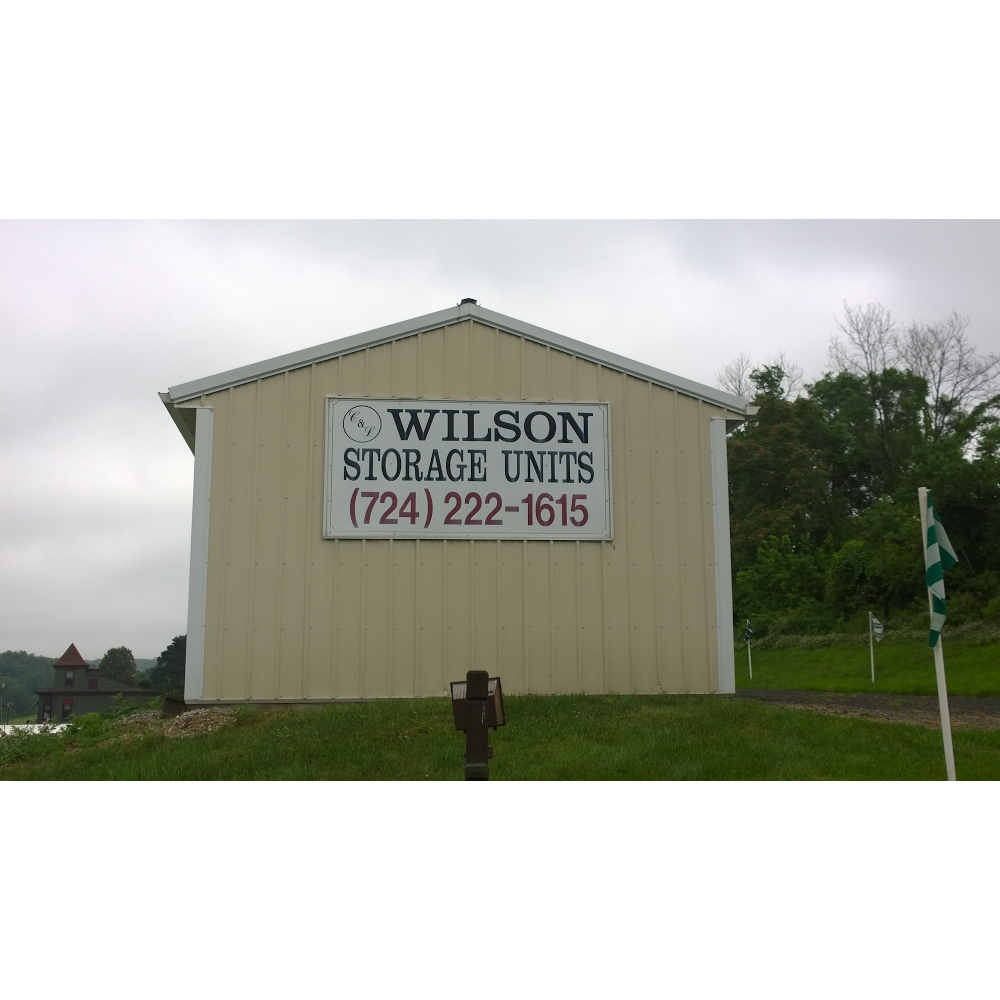 C&S WILSON
STORAGE UNITS
(724) 222-1615